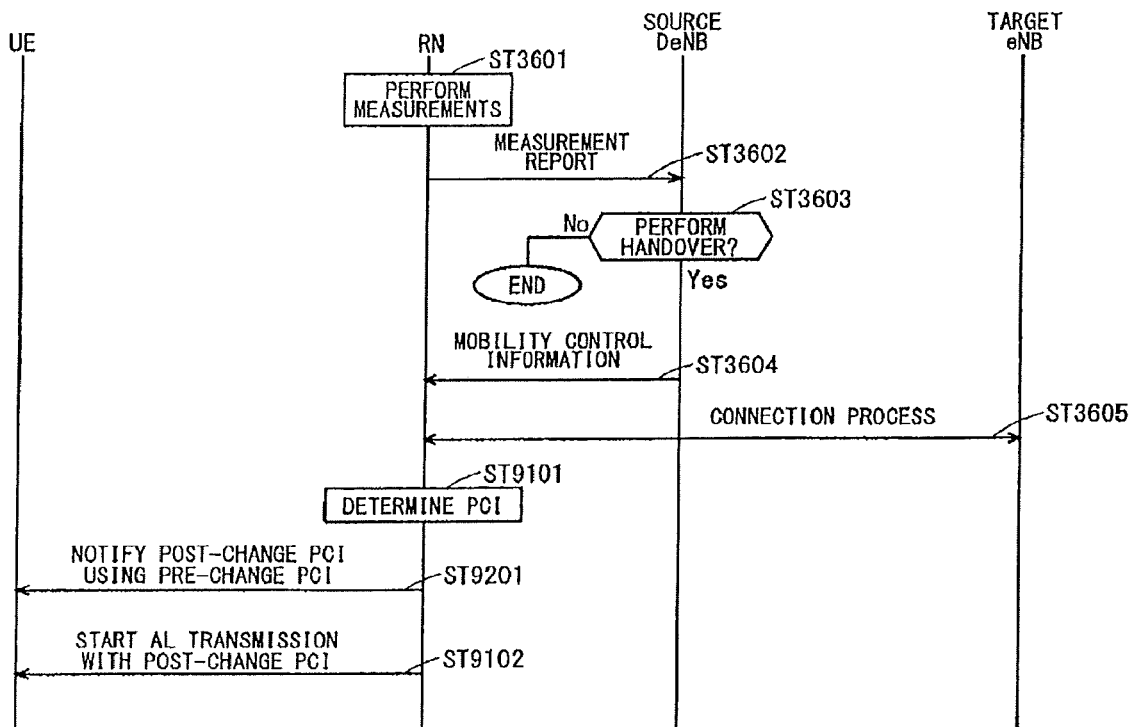 UE
RN
SOURCE
DeNB
TARGET
eNB
ST3601
PERFORM
MEASUREMENTS
MEASUREMENT
REPORT
ST3602
ST3603
No
PERFORM
HANDOVER?
END
Yes
MOBILITY CONTROL
INFORMATION
ST3604
CONNECTION PROCESS
ST3605
ST9101
DETERMINE PCI
NOTIFY POST-CHANGE PCI
USING PRE-CHANGE PCI
ST9201
START AL TRANSMISSION
WITH POST-CHANGE PCI
ST9102